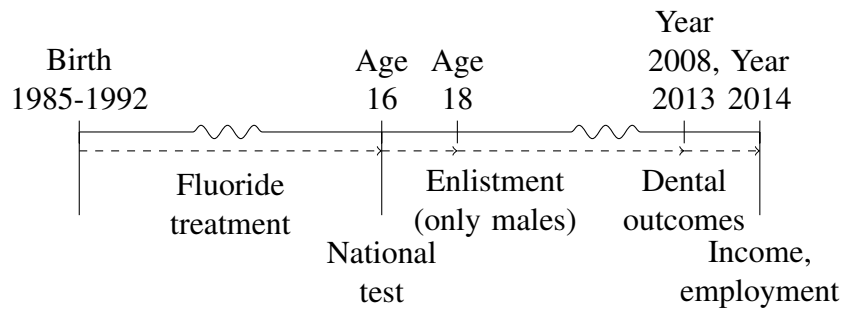 Birth
1985-1992
Age
16
Age
18
Year
2008,
2013
Year
2014
Fluoride
treatment
National
test
Enlistment
(only males)
Dental
outcomes
Income,
employment